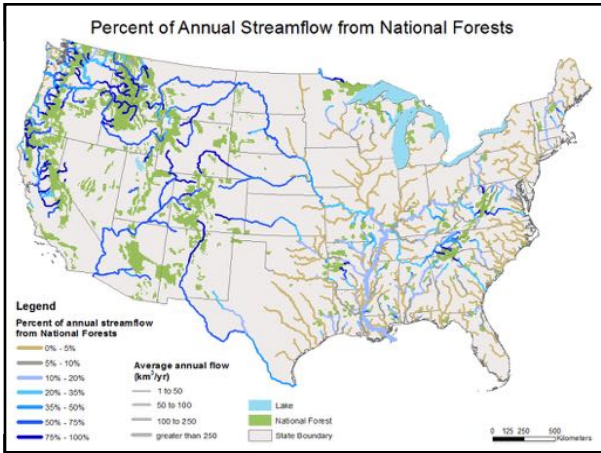 Percent of Annual Streamflow from National Forests
Legend
Percent of annual streamflow
from National Forests
0% - 5%
5% - 10%
10% - 20%
20% - 35%
35% - 50%
50% - 75%
75% - 100%
Average annual flow
(km³/yr)
1 to 50
50 to 100
100 to 250
greater than 250
Lake
National Forest
State Boundary
0 125 250 500
Kilometers